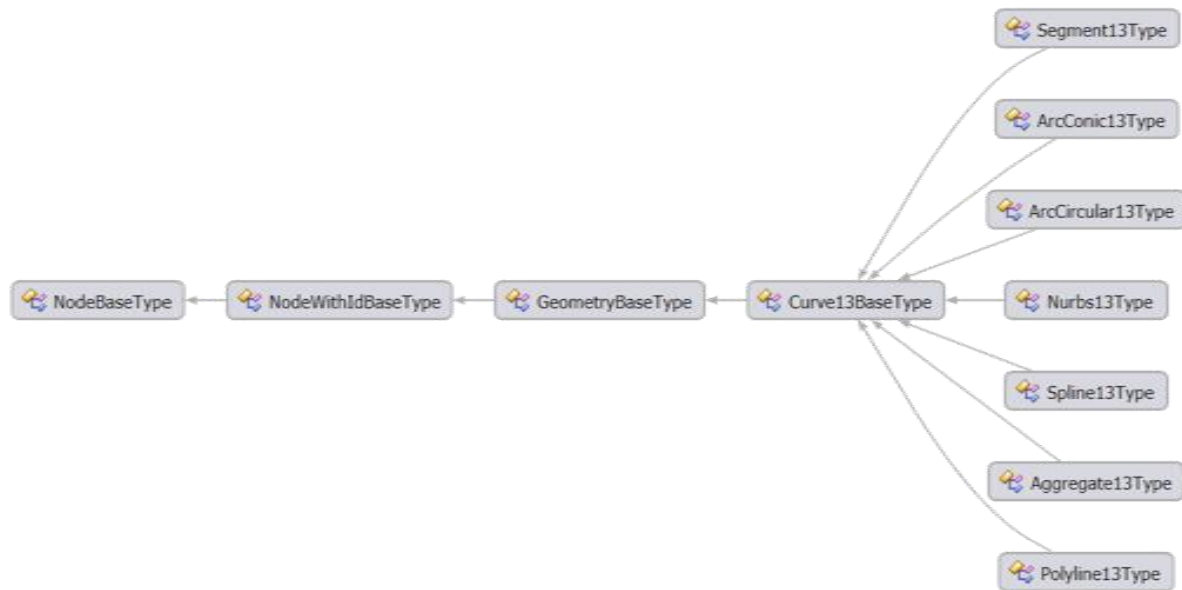 Segment13Type
ArcConic13Type
ArcCircular13Type
NodeBaseType
NodeWithIdBaseType
GeometryBaseType
Curve13BaseType
Nurbs13Type
Spline13Type
Aggregate13Type
Polyline13Type